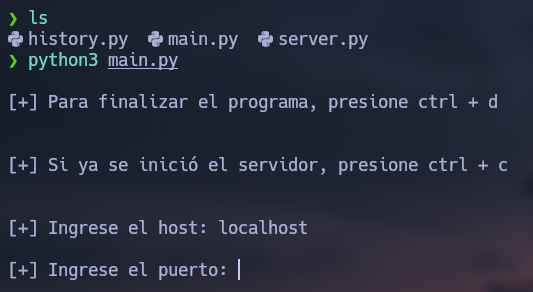 ❯ ls
history.py main.py server.py
❯ python3 main.py
[+] Para finalizar el programa, presione ctrl + d
[+] Si ya se inició el servidor, presione ctrl + c
[+] Ingrese el host: localhost
[+] Ingrese el puerto: